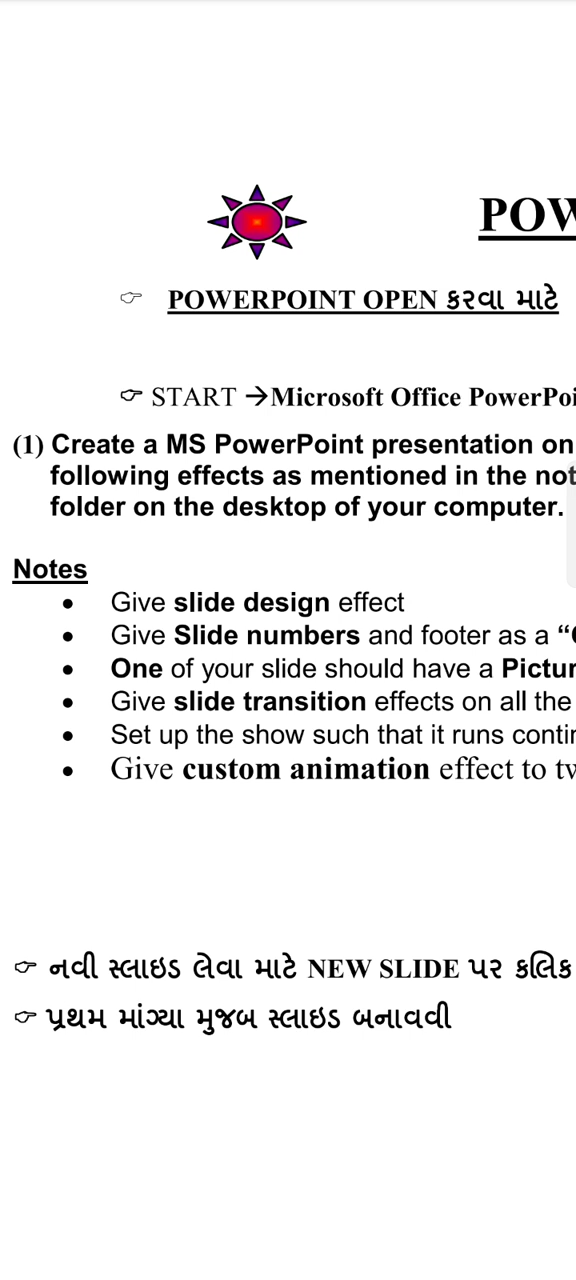 POW
☞ POWERPOINT OPEN કરવા માટે
☞ START →Microsoft Office PowerPoi
(1) Create a MS PowerPoint presentation on
following effects as mentioned in the not
folder on the desktop of your computer.
Notes
• Give slide design effect
• Give Slide numbers and footer as a “
• One of your slide should have a Pictur
• Give slide transition effects on all the
• Set up the show such that it runs contin
• Give custom animation effect to tw
☞ નવી સ્લાઇડ લેવા માટે NEW SLIDE પર કલિક
☞ પ્રથમ માંગ્યા મુજબ સ્લાઇડ બનાવવી